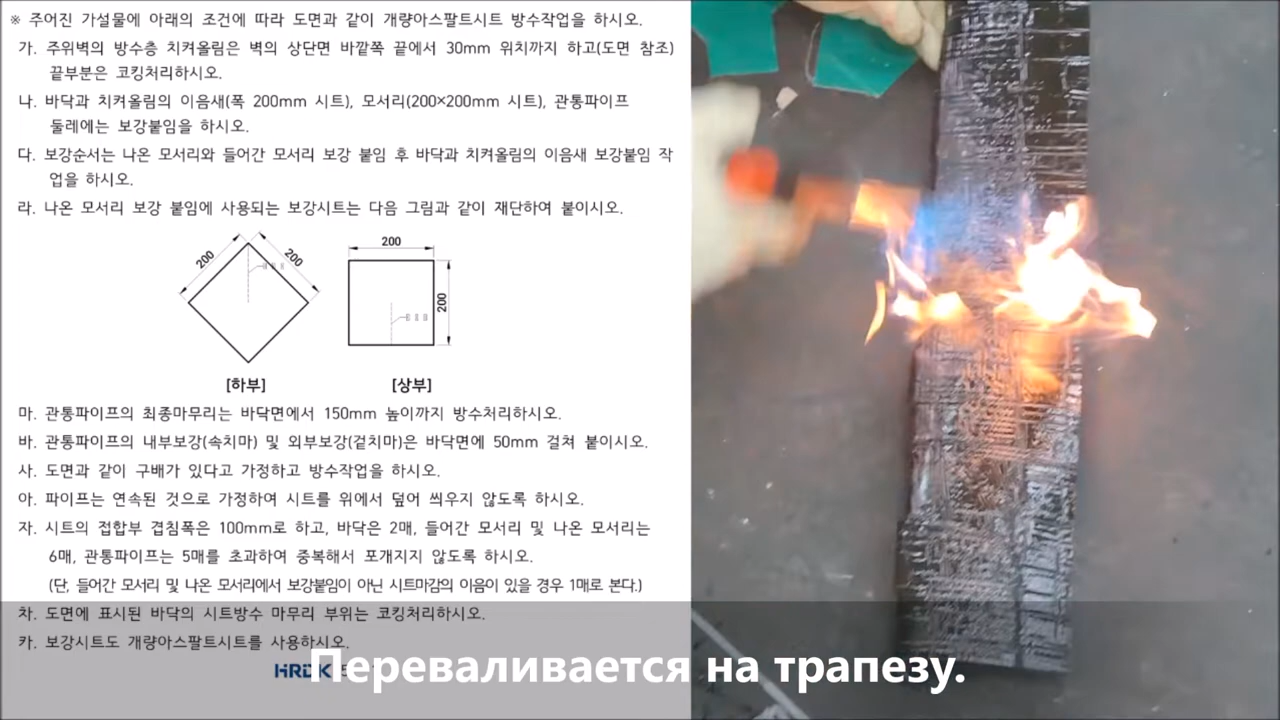 ※ 주어진 가설물에 아래의 조건에 따라 도면과 같이 개량아스팔트시트 방수작업을 하시오.
가. 주위벽의 방수층 치켜올림은 벽의 상단면 바깥쪽 끝에서 30mm 위치까지 하고(도면 참조)
끝부분은 코킹처리하시오.
나. 바닥과 치켜올림의 이음새(폭 200mm 시트), 모서리(200×200mm 시트), 관통파이프
둘레에는 보강붙임을 하시오.
다. 보강순서는 나온 모서리와 들어간 모서리 보강 붙임 후 바닥과 치켜올림의 이음새 보강붙임 작
업을 하시오.
라. 나온 모서리 보강 붙임에 사용되는 보강시트는 다음 그림과 같이 재단하여 붙이시오.
200 200 200
200
[하부] [상부]
마. 관통파이프의 최종마무리는 바닥면에서 150mm 높이까지 방수처리하시오.
바. 관통파이프의 내부보강(속치마) 및 외부보강(겉치마)은 바닥면에 50mm 걸쳐 붙이시오.
사. 도면과 같이 구배가 있다고 가정하고 방수작업을 하시오.
아. 파이프는 연속된 것으로 가정하여 시트를 위에서 덮어 씌우지 않도록 하시오.
자. 시트의 접합부 겹침폭은 100mm로 하고, 바닥은 2매, 들어간 모서리 및 나온 모서리는
6매, 관통파이프는 5매를 초과하여 중복해서 포개지지 않도록 하시오.
(단, 들어간 모서리 및 나온 모서리에서 보강붙임이 아닌 시트마감의 이음이 있을 경우 1매로 본다.)
차. 도면에 표시된 바닥의 시트방수 마무리 부위는 코킹처리하시오.
카. 보강시트도 개량아스팔트시트를 사용하시오.
HRDK
Переваливается на трапезу.